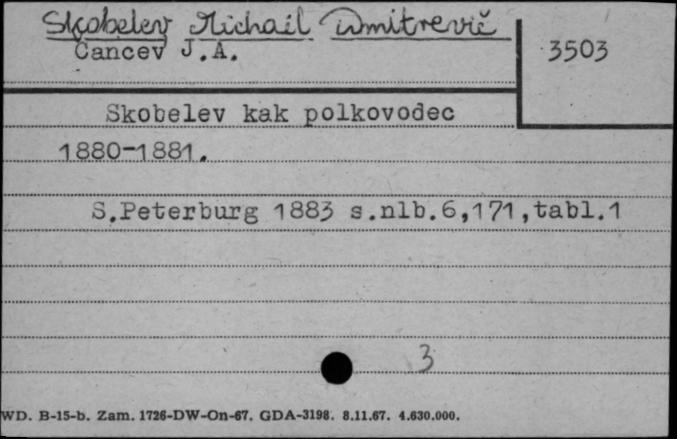 Skobelev Michail Dmitrevič
Cancev J.A.
3503
Skobelev kak polkovodec
1880-1881.
S.Peterburg 1883 s.nlb.6,171,tabl.1
3
WD. B-15-b. Zam. 1726-DW-On-67. GDA-3198. 8.11.67. 4.630.000.